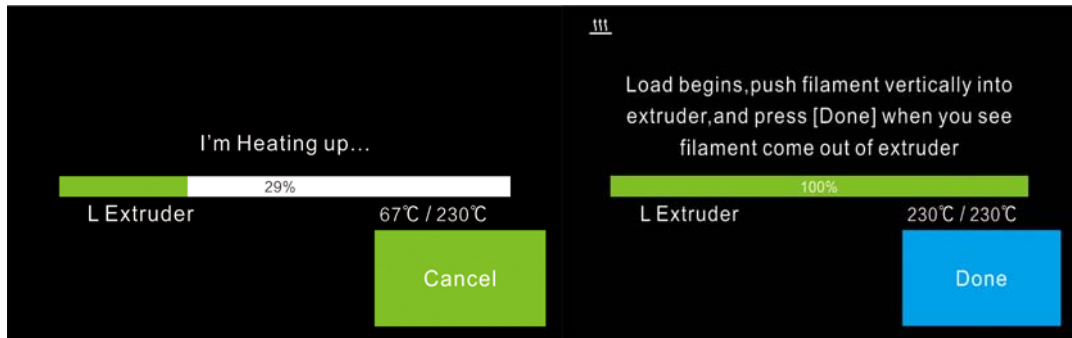 I'm Heating up...
29%
L Extruder 67℃ / 230℃
Cancel
Load begins,push filament vertically into
extruder,and press [Done] when you see
filament come out of extruder
100%
L Extruder 230℃ / 230℃
Done